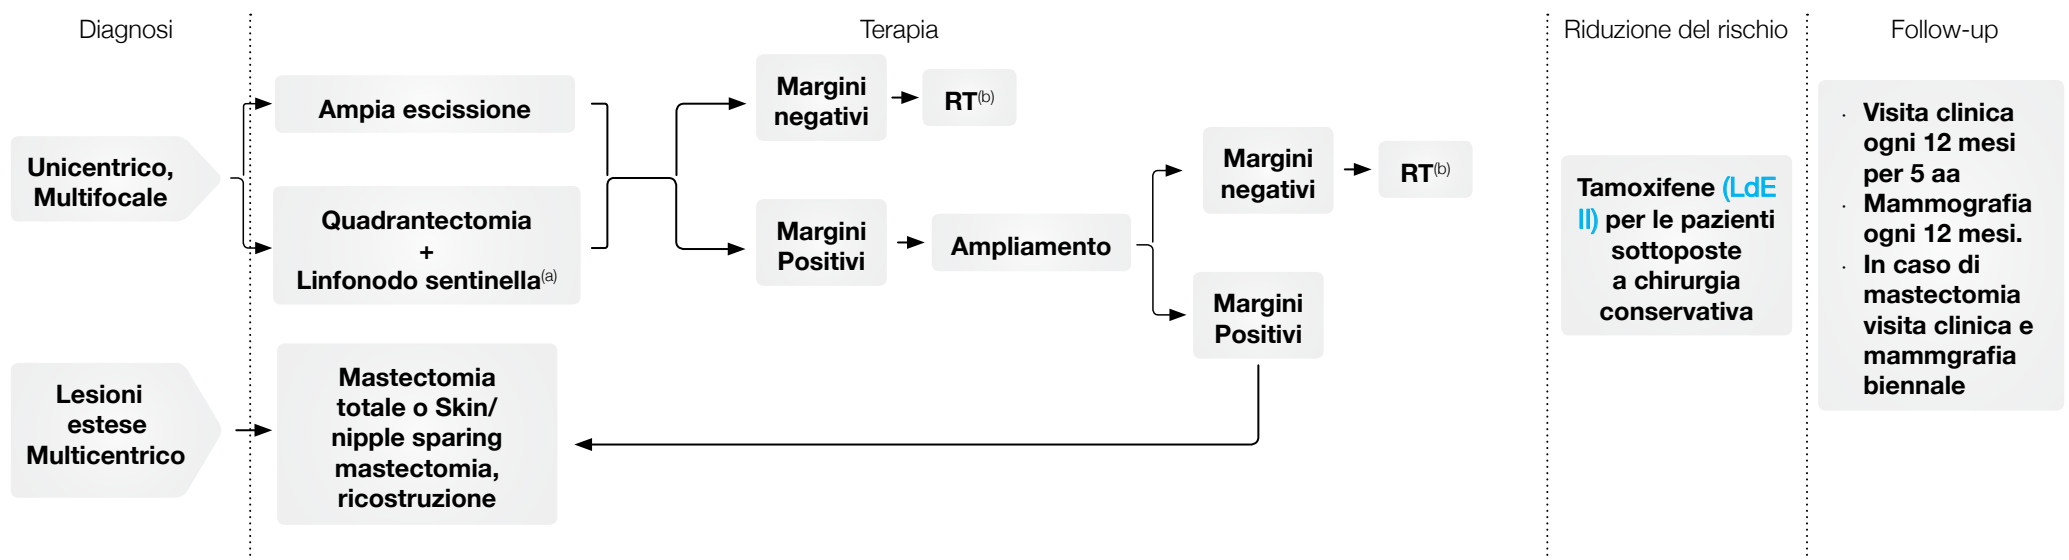 Diagnosi
Terapia
Riduzione del rischio
Follow-up
Unicentrico,
Multifocale
Ampia escissione
Quadrantectomia
+
Linfonodo sentinella(a)
Margini
negativi
RT(b)
Margini
Positivi
Ampliamento
Margini
negativi
RT(b)
Margini
Positivi
Lesioni
estese
Multicentrico
Mastectomia
totale o Skin/
nipple sparing
mastectomia,
ricostruzione
Tamoxifene (LdE
II) per le pazienti
sottoposte
a chirurgia
conservativa
· Visita clinica
ogni 12 mesi
per 5 aa
Mammografia
ogni 12 mesi.
· In caso di
mastectomia
visita clinica e
mammgrafia
biennale